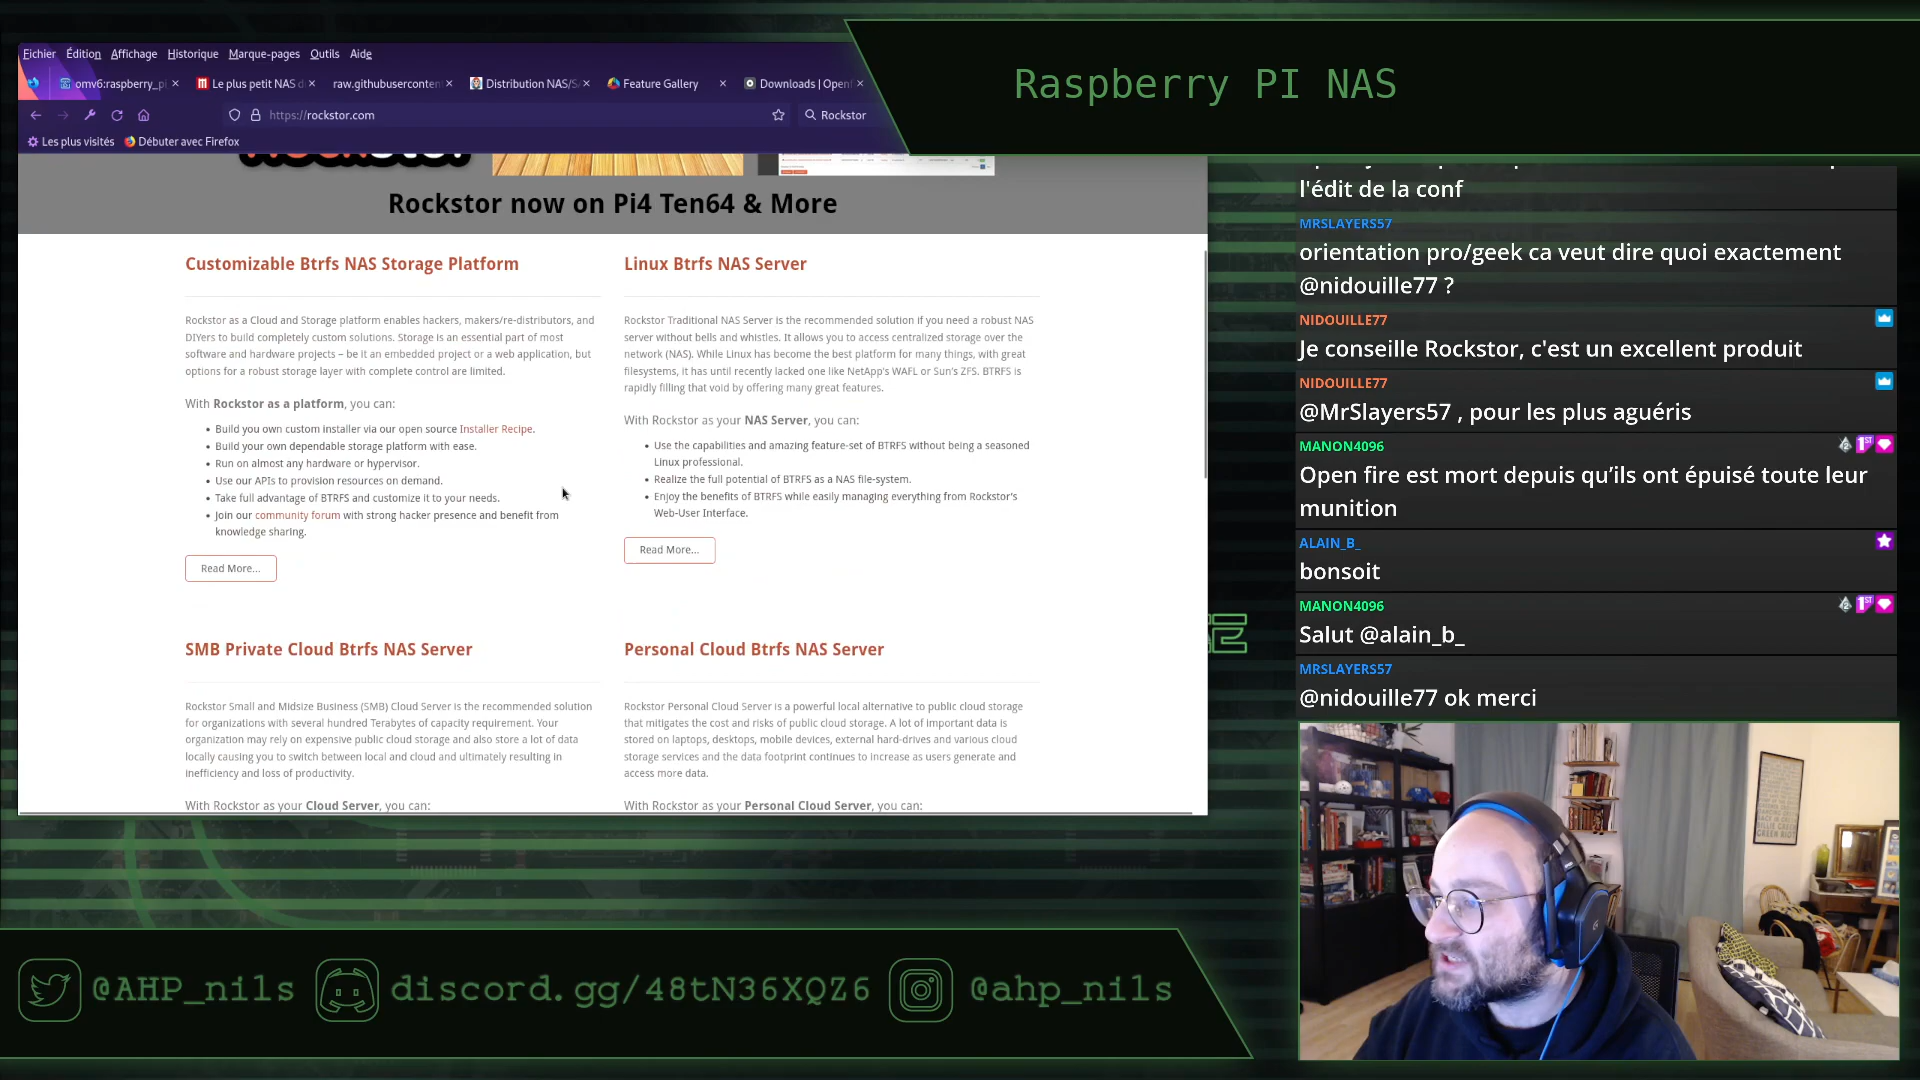 Fichier Édition Affichage Historique Marque-pages Outils Aide
omv6:raspberry_p Le plus petit NAS d raw.githubuserconten Distribution NAS/S Feature Gallery Downloads | Open
https://rockstor.com Rockstor
Les plus visités Débuter avec Firefox
Raspberry PI NAS
Rockstor now on Pi4 Ten64 & More
Customizable Btrfs NAS Storage Platform
Rockstor as a Cloud and Storage platform enables hackers, makers/re-distributors, and
DIYers to build completely custom solutions. Storage is an essential part of most
software and hardware projects – be it an embedded project or a web application, but
options for a robust storage layer with complete control are limited.
With Rockstor as a platform, you can:
Build you own custom installer via our open source Installer Recipe.
Build your own dependable storage platform with ease.
Run on almost any hardware or hypervisor.
Use our APIs to provision resources on demand.
Take full advantage of BTRFS and customize it to your needs.
Join our community forum with strong hacker presence and benefit from
knowledge sharing.
Read More...
Linux Btrfs NAS Server
Rockstor Traditional NAS Server is the recommended solution if you need a robust NAS
server without bells and whistles. It allows you to access centralized storage over the
network (NAS). While Linux has become the best platform for many things, with great
filesystems, it has until recently lacked one like NetApp's WAFL or Sun's ZFS. BTRFS is
rapidly filling that void by offering many great features.
With Rockstor as your NAS Server, you can:
Use the capabilities and amazing feature-set of BTRFS without being a seasoned
Linux professional.
Realize the full potential of BTRFS as a NAS file-system.
Enjoy the benefits of BTRFS while easily managing everything from Rockstor's
Web-User Interface.
Read More...
SMB Private Cloud Btrfs NAS Server
Rockstor Small and Midsize Business (SMB) Cloud Server is the recommended solution
for organizations with several hundred Terabytes of capacity requirement. Your
organization may rely on expensive public cloud storage and also store a lot of data
locally causing you to switch between local and cloud and ultimately resulting in
inefficiency and loss of productivity.
With Rockstor as your Cloud Server, you can:
Personal Cloud Btrfs NAS Server
Rockstor Personal Cloud Server is a powerful local alternative to public cloud storage
that mitigates the cost and risks of public cloud storage. A lot of important data is
stored on laptops, desktops, mobile devices, external hard-drives and various cloud
storage services and the data footprint continues to increase as users generate and
access more data.
With Rockstor as your Personal Cloud Server, you can:
l'édit de la conf
MRSLAYERS57
orientation pro/geek ca veut dire quoi exactement
@nidouille77 ?
NIDOUILLE77
Je conseille Rockstor, c'est un excellent produit
NIDOUILLE77
@MrSlayers57 , pour les plus aguéris
MANON4096
Open fire est mort depuis qu’ils ont épuisé toute leur
munition
ALAIN_B_
bonsoit
MANON4096
Salut @alain_b_
MRSLAYERS57
@nidouille77 ok merci
@AHP_nils discord.gg/48tN36XQZ6 @ahp_nils